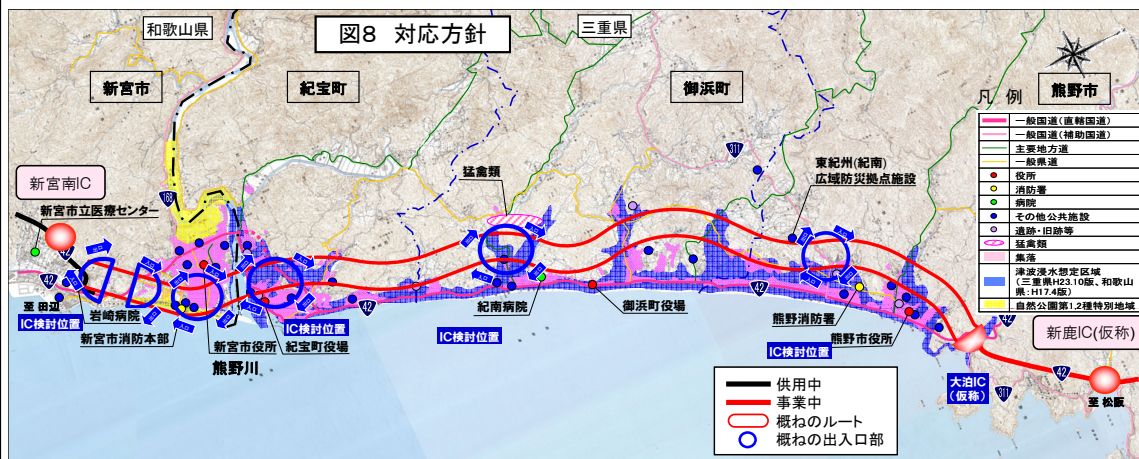 和歌山県
図8 対応方針
三重県
新宮市
紀宝町
御浜町
熊野市
凡 例
一般国道(直轄国道)
一般国道(補助国道)
主要地方道
一般県道
役所
消防署
病院
その他公共施設
遺跡・旧跡等
猛禽類
集落
津波浸水想定区域
(三重県H23.10版、和歌山
県:H17.4版)
自然公園第1,2種特別地域
311
新宮南IC
168
猛禽類
東紀州(紀南)
広域防災拠点施設
新宮市立医療センター
42
42
至 田辺
IC検討位置
岩崎病院
新宮市消防本部
新宮市役所
熊野川
IC検討位置
紀宝町役場
42
紀南病院
IC検討位置
御浜町役場
42
熊野消防署
熊野市役所
IC検討位置
42
新鹿IC(仮称)
大泊IC
(仮称)
311
42
至 松阪
供用中
事業中
概ねのルート
概ねの出入口部